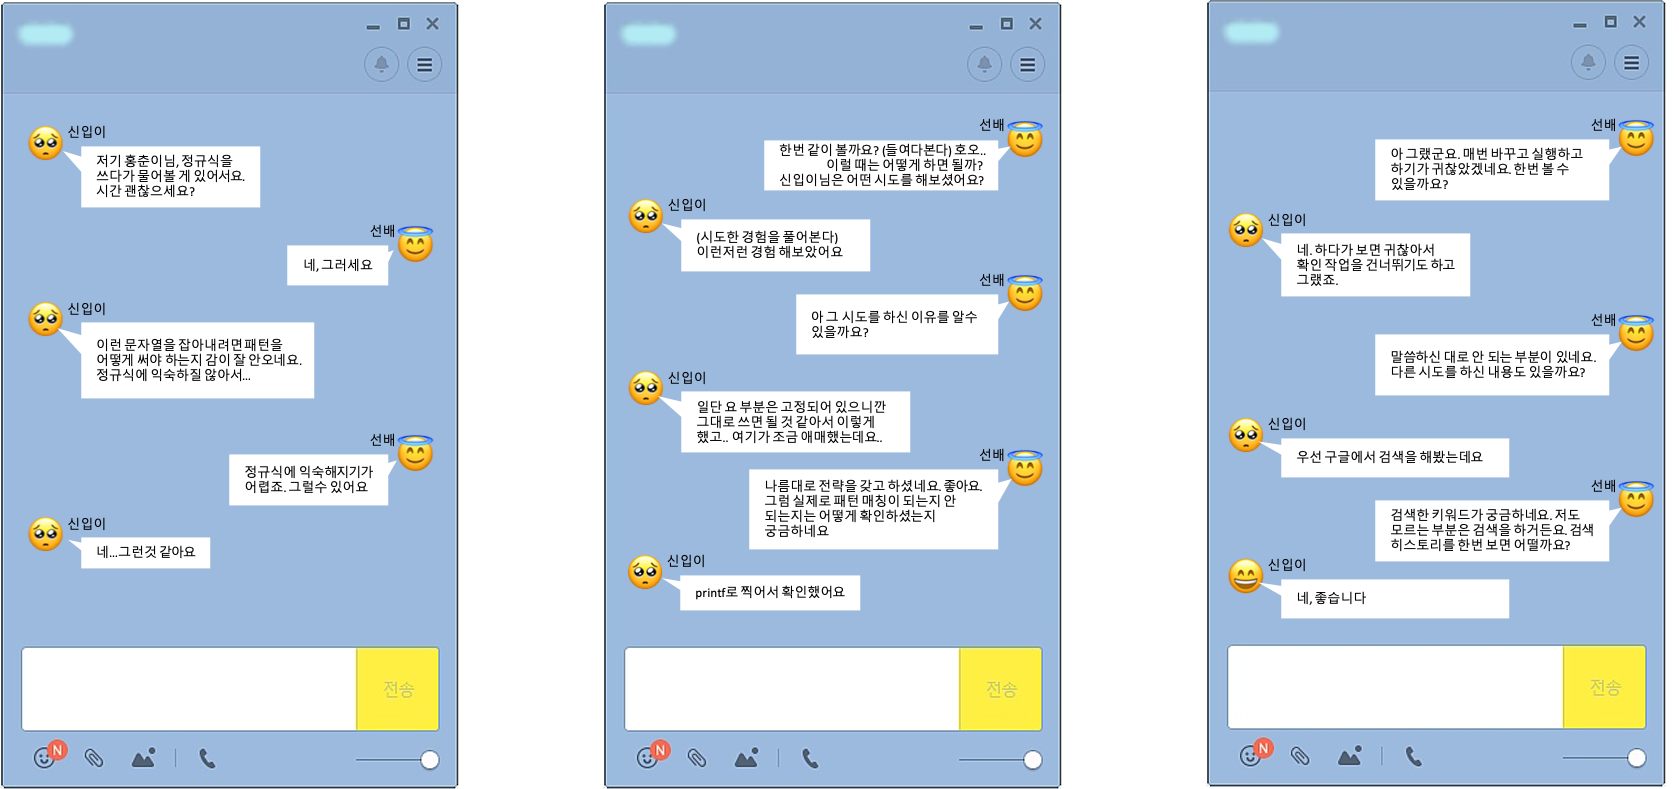 신입이
저기 홍춘이님, 정규식을
쓰다가 물어볼 게 있어서요.
시간 괜찮으세요?
선배
네, 그러세요
신입이
이런 문자열을 잡아내려면 패턴을
어떻게 써야 하는지 감이 잘 안오네요.
정규식에 익숙하질 않아서...
선배
정규식에 익숙해지기가
어렵죠. 그럴수 있어요
신입이
네...그런것 같아요
전송
N
선배
한번 같이 볼까요? (들여다본다) 호오..
이럴 때는 어떻게 하면 될까?
신입이님은 어떤 시도를 해보셨어요?
신입이
(시도한 경험을 풀어본다)
이런저런 경험 해보았어요
선배
아 그 시도를 하신 이유를 알수
있을까요?
신입이
일단 요 부분은 고정되어 있으니깐
그대로 쓰면 될 것 같아서 이렇게
했고.. 여기가 조금 애매했는데요..
선배
나름대로 전략을 갖고 하셨네요. 좋아요.
그럼 실제로 패턴 매칭이 되는지 안
되는지는 어떻게 확인하셨는지
궁금하네요
신입이
printf로 찍어서 확인했어요
전송
N
선배
아 그랬군요. 매번 바꾸고 실행하고
하기가 귀찮았겠네요. 한번 볼 수
있을까요?
신입이
네. 하다가 보면 귀찮아서
확인 작업을 건너뛰기도 하고
그랬죠.
선배
말씀하신 대로 안 되는 부분이 있네요.
다른 시도를 하신 내용도 있을까요?
신입이
우선 구글에서 검색을 해봤는데요
선배
검색한 키워드가 궁금하네요. 저도
모르는 부분은 검색을 하거든요. 검색
히스토리를 한번 보면 어떨까요?
신입이
네, 좋습니다
전송
N